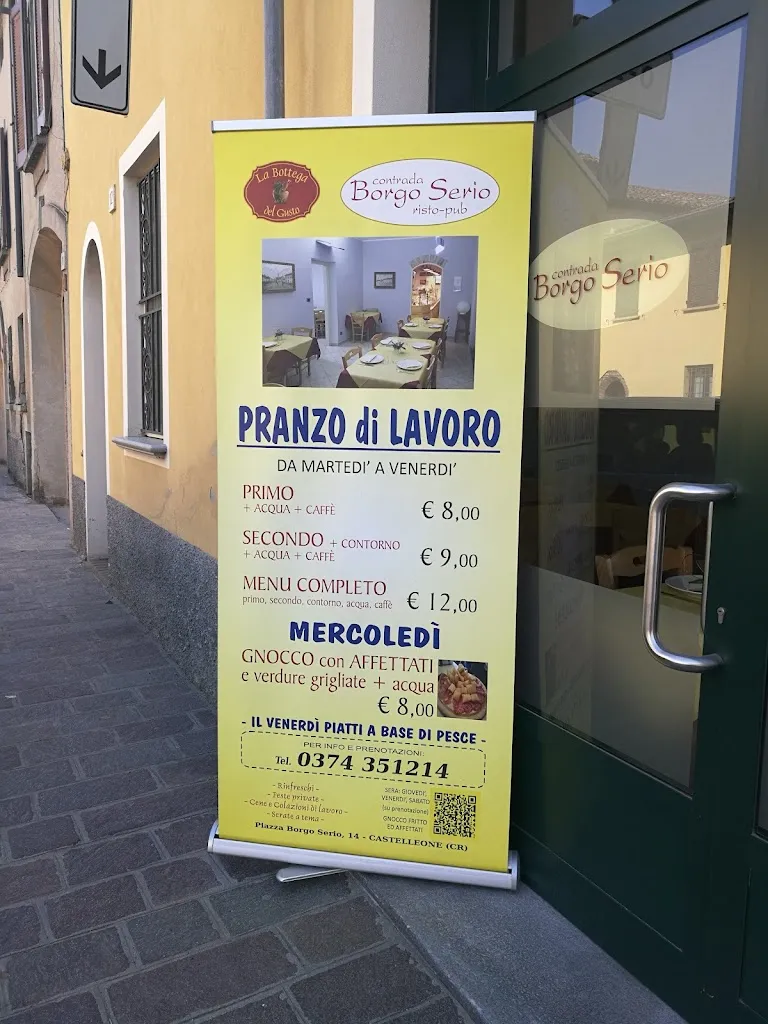 La Bottega
del Gusto
contrada
Borgo Serio
risto-pub
contrada
Borgo Serio
PRANZO di LAVORO
DA MARTEDI' A VENERDI'
PRIMO
+ ACQUA + CAFFÈ € 8,00
SECONDO + CONTORNO
+ ACQUA + CAFFÈ € 9,00
MENU COMPLETO
primo, secondo, contorno, acqua, caffè € 12,00
MERCOLEDÌ
GNOCCO con AFFETTATI
e verdure grigliate + acqua
€ 8,00
- IL VENERDÌ PIATTI A BASE DI PESCE -
PER INFO E PRENOTAZIONI:
Tel. 0374 351214
- Rinfreschi -
- Feste private -
- Cene e Colazioni di lavoro -
- Serate a tema -
SERA: GIOVEDI',
VENERDI', SABATO
(su prenotazione)
GNOCCO FRITTO
ED AFFETTATI
Piazza Borgo Serio, 14 - CASTELLEONE (CR)